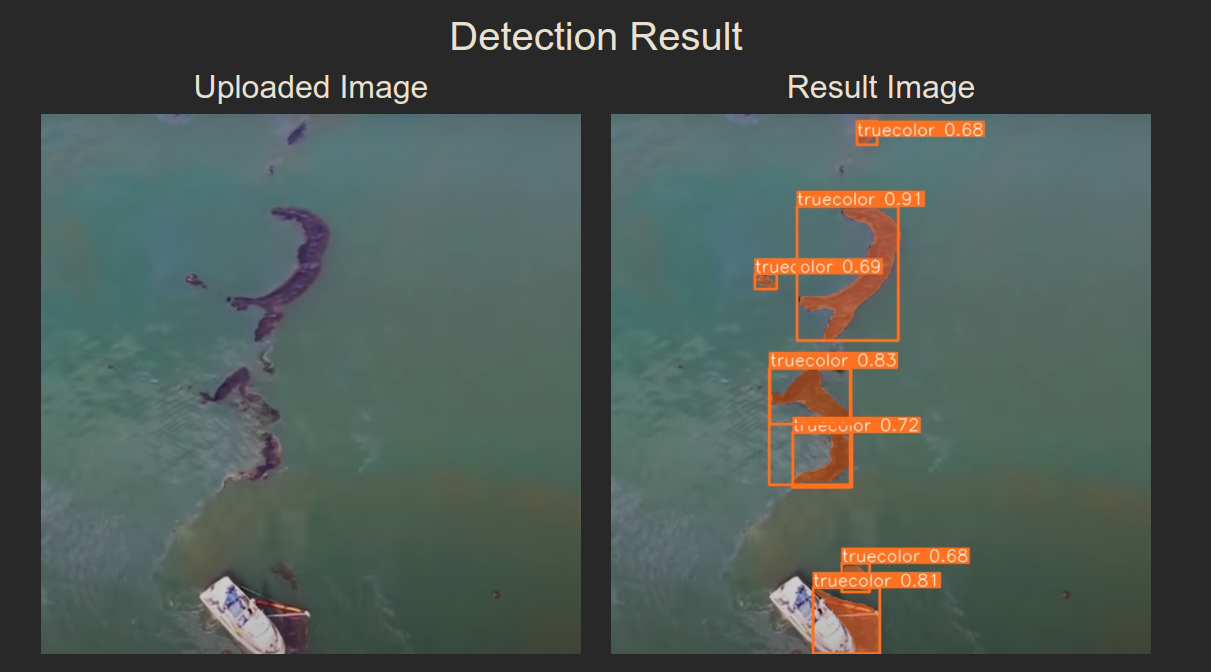 Detection Result
Uploaded Image
Result Image
truecolor 0.68
truecolor 0.91
truecolor 0.69
truecolor 0.83
truecolor 0.72
truecolor 0.68
truecolor 0.81